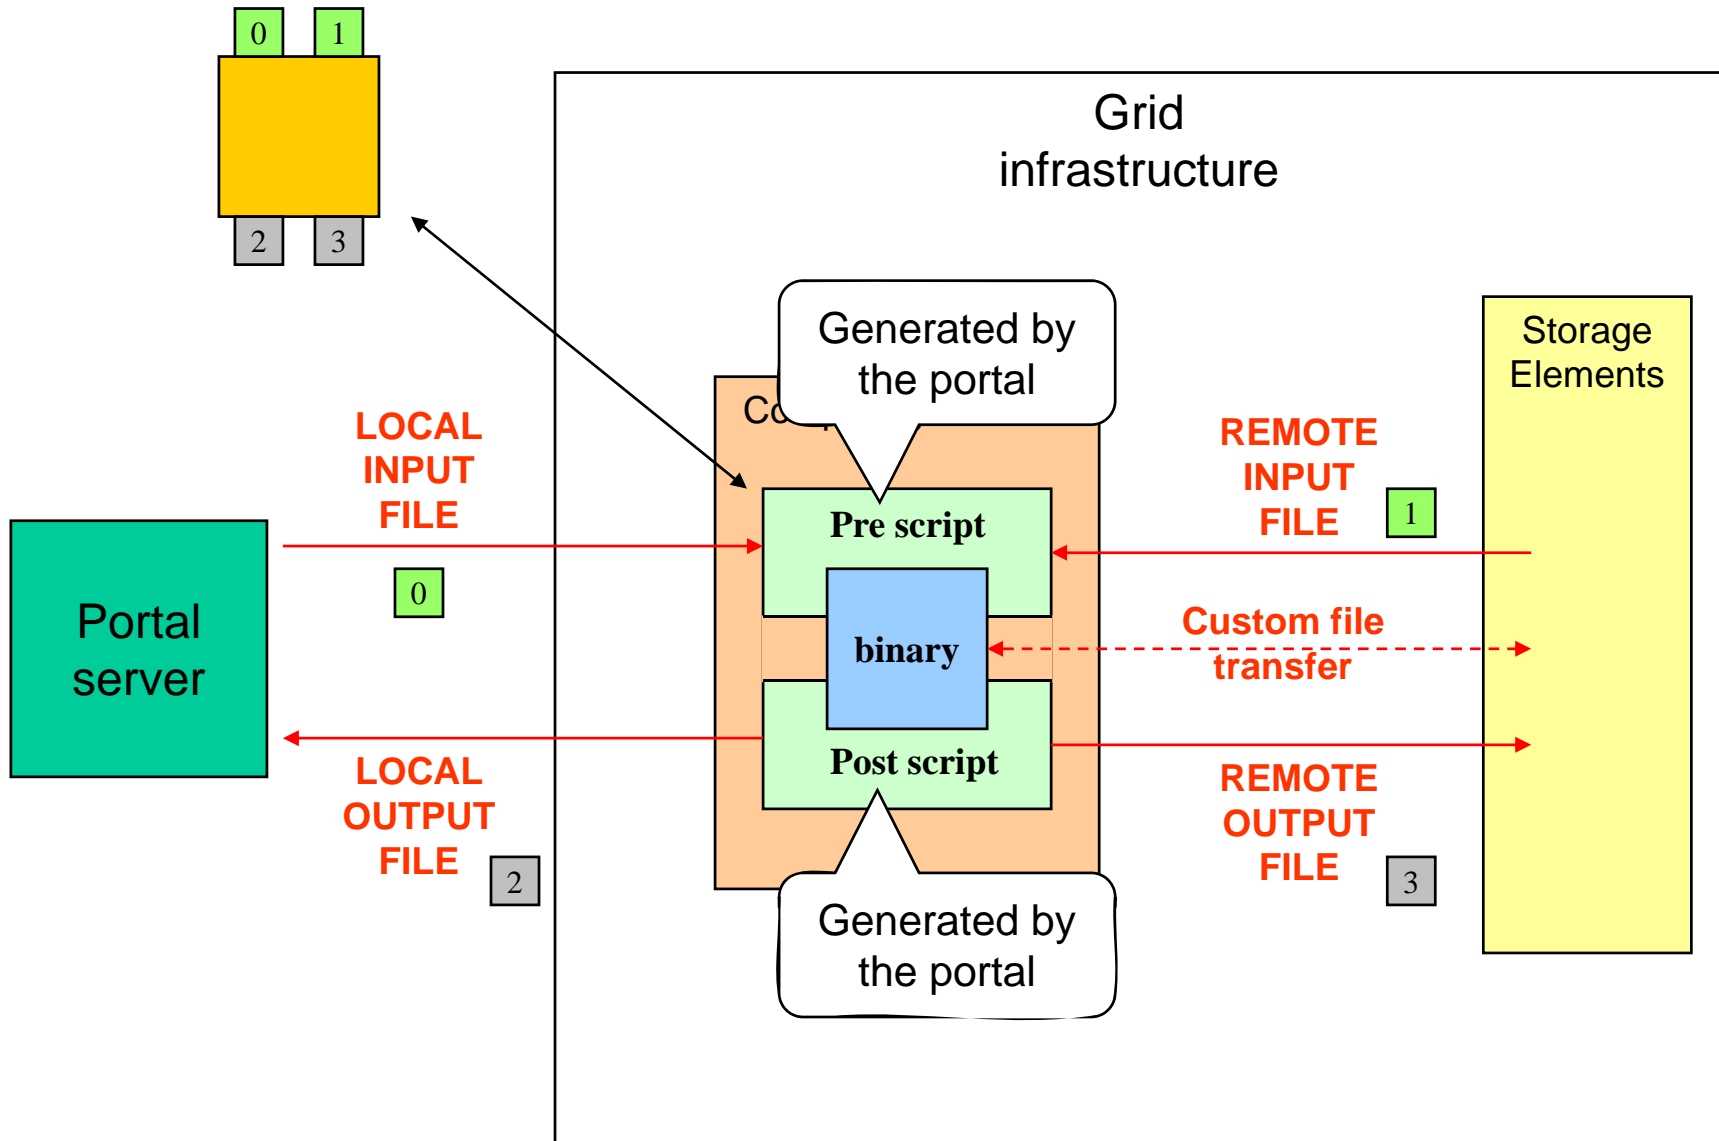 0 1
2 3
Grid
infrastructure
Generated by
the portal
Storage
Elements
LOCAL
INPUT
FILE
0
REMOTE
INPUT
FILE
1
Pre script
Portal
server
binary
Custom file
transfer
Post script
LOCAL
OUTPUT
FILE
2
REMOTE
OUTPUT
FILE
3
Generated by
the portal